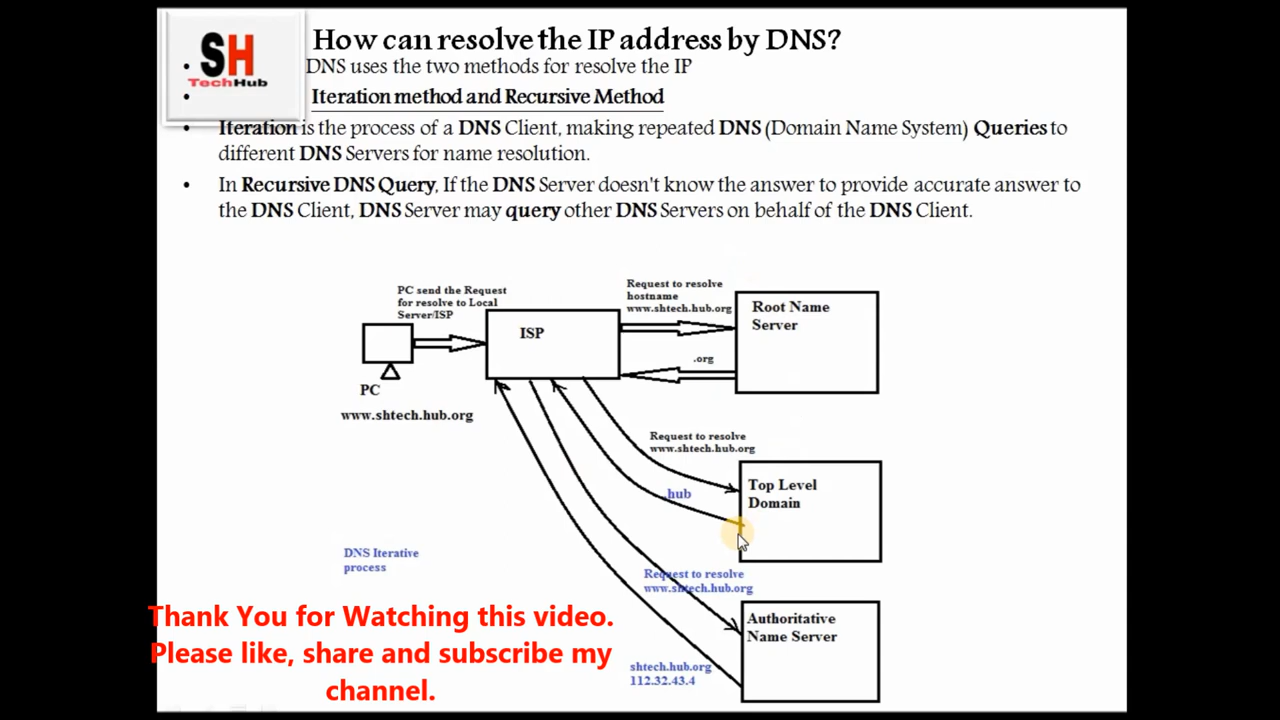 SH
TechHub
How can resolve the IP address by DNS?
• DNS uses the two methods for resolve the IP
• Iteration method and Recursive Method
• Iteration is the process of a DNS Client, making repeated DNS (Domain Name System) Queries to
different DNS Servers for name resolution.
• In Recursive DNS Query, If the DNS Server doesn't know the answer to provide accurate answer to
the DNS Client, DNS Server may query other DNS Servers on behalf of the DNS Client.
PC send the Request
for resolve to Local
Server/ISP
PC
www.shtech.hub.org
ISP
Request to resolve
hostname
www.shtech.hub.org
.org
Root Name
Server
Request to resolve
www.shtech.hub.org
.hub
Top Level
Domain
DNS Iterative
process
Request to resolve
www.shtech.hub.org
Authoritative
Name Server
shtech.hub.org
112.32.43.4
Thank You for Watching this video.
Please like, share and subscribe my
channel.